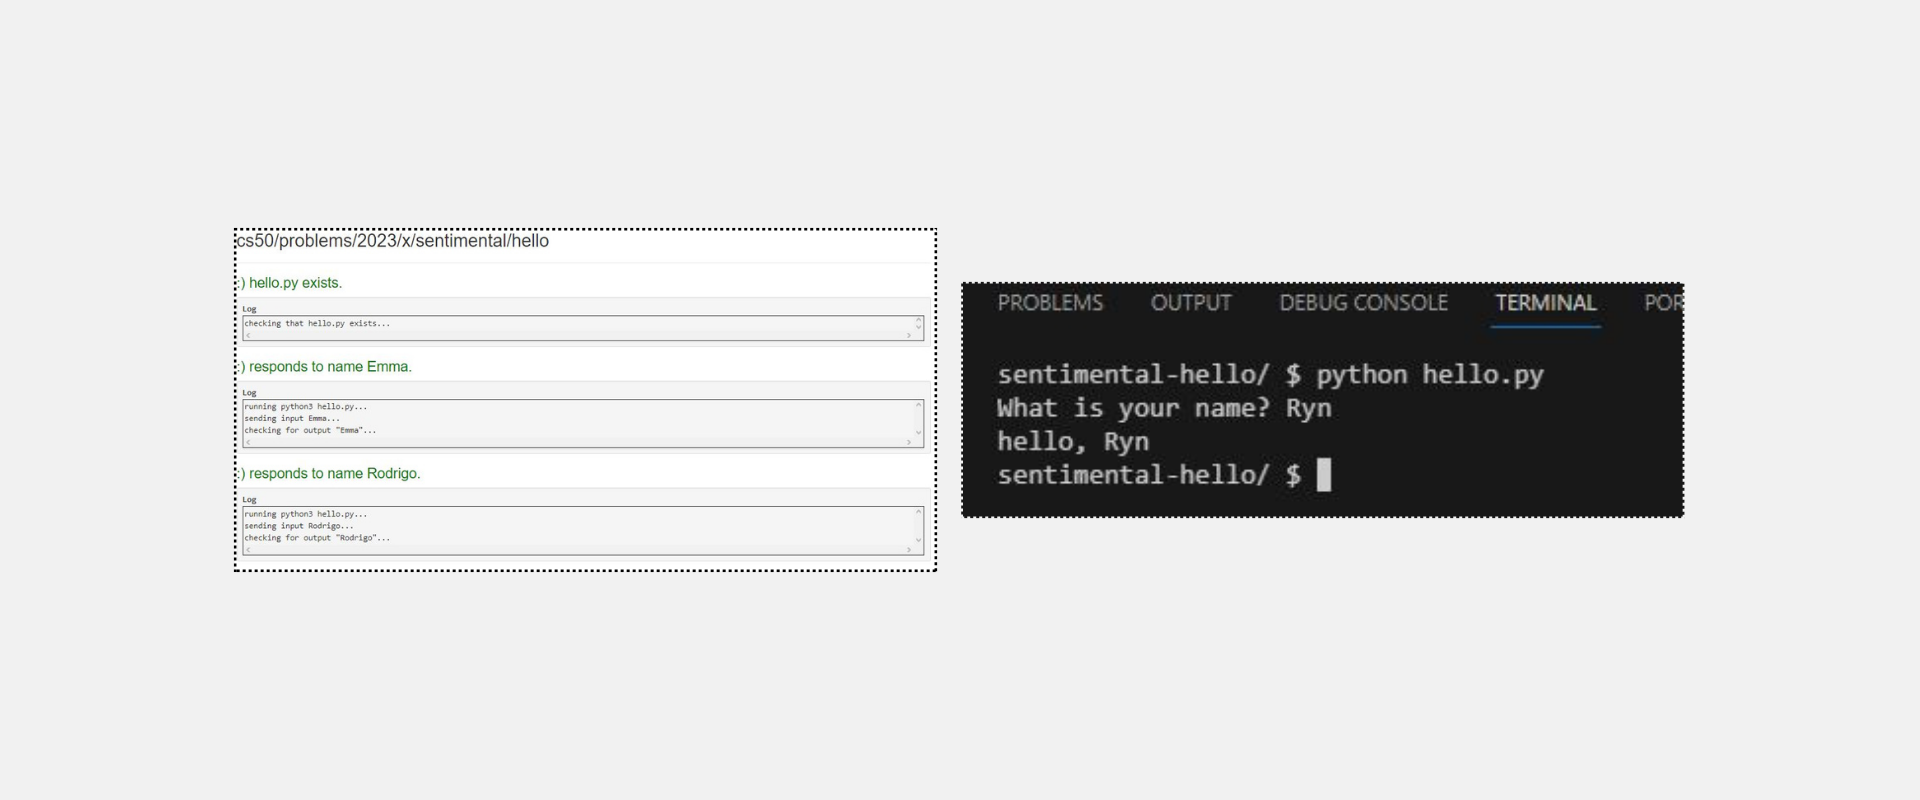 cs50/problems/2023/x/sentimental/hello
:) hello.py exists.
Log
checking that hello.py exists...
:) responds to name Emma.
Log
running python3 hello.py...
sending input Emma...
checking for output "Emma"...
:) responds to name Rodrigo.
Log
running python3 hello.py...
sending input Rodrigo...
checking for output "Rodrigo"...
PROBLEMS OUTPUT DEBUG CONSOLE TERMINAL POR
sentimental-hello/ $ python hello.py
What is your name? Ryn
hello, Ryn
sentimental-hello/ $